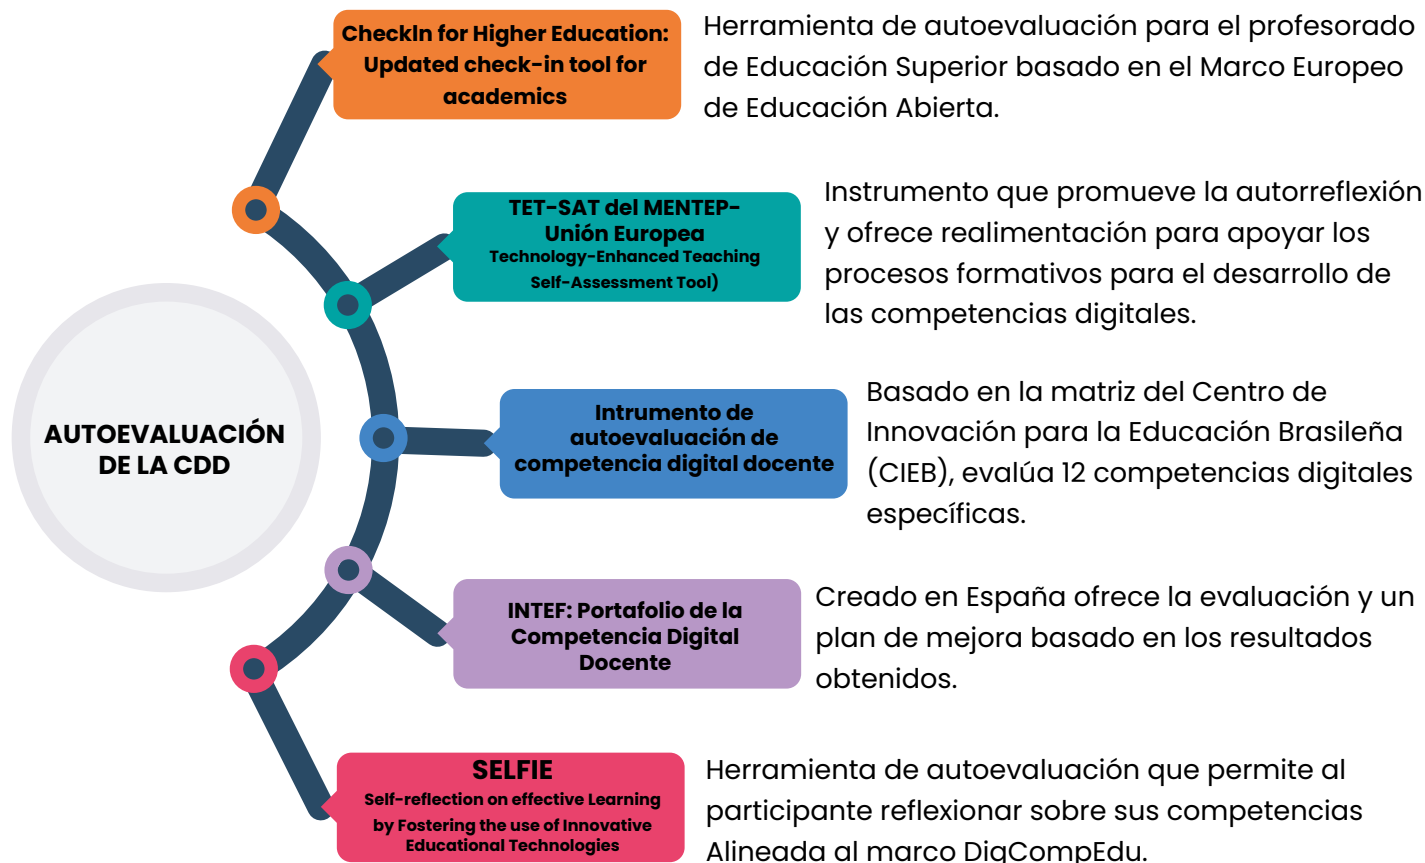 AUTOEVALUACIÓN
DE LA CDD
CheckIn for Higher Education:
Updated check-in tool for
academics
Herramienta de autoevaluación para el profesorado
de Educación Superior basado en el Marco Europeo
de Educación Abierta.
TET-SAT del MENTEP-
Unión Europea
Technology-Enhanced Teaching
Self-Assessment Tool)
Instrumento que promueve la autorreflexión
y ofrece realimentación para apoyar los
procesos formativos para el desarrollo de
las competencias digitales.
Intrumento de
autoevaluación de
competencia digital docente
Basado en la matriz del Centro de
Innovación para la Educación Brasileña
(CIEB), evalúa 12 competencias digitales
específicas.
INTEF: Portafolio de la
Competencia Digital
Docente
Creado en España ofrece la evaluación y un
plan de mejora basado en los resultados
obtenidos.
SELFIE
Self-reflection on effective Learning
by Fostering the use of Innovative
Educational Technologies
Herramienta de autoevaluación que permite al
participante reflexionar sobre sus competencias
Alineada al marco DigCompEdu.